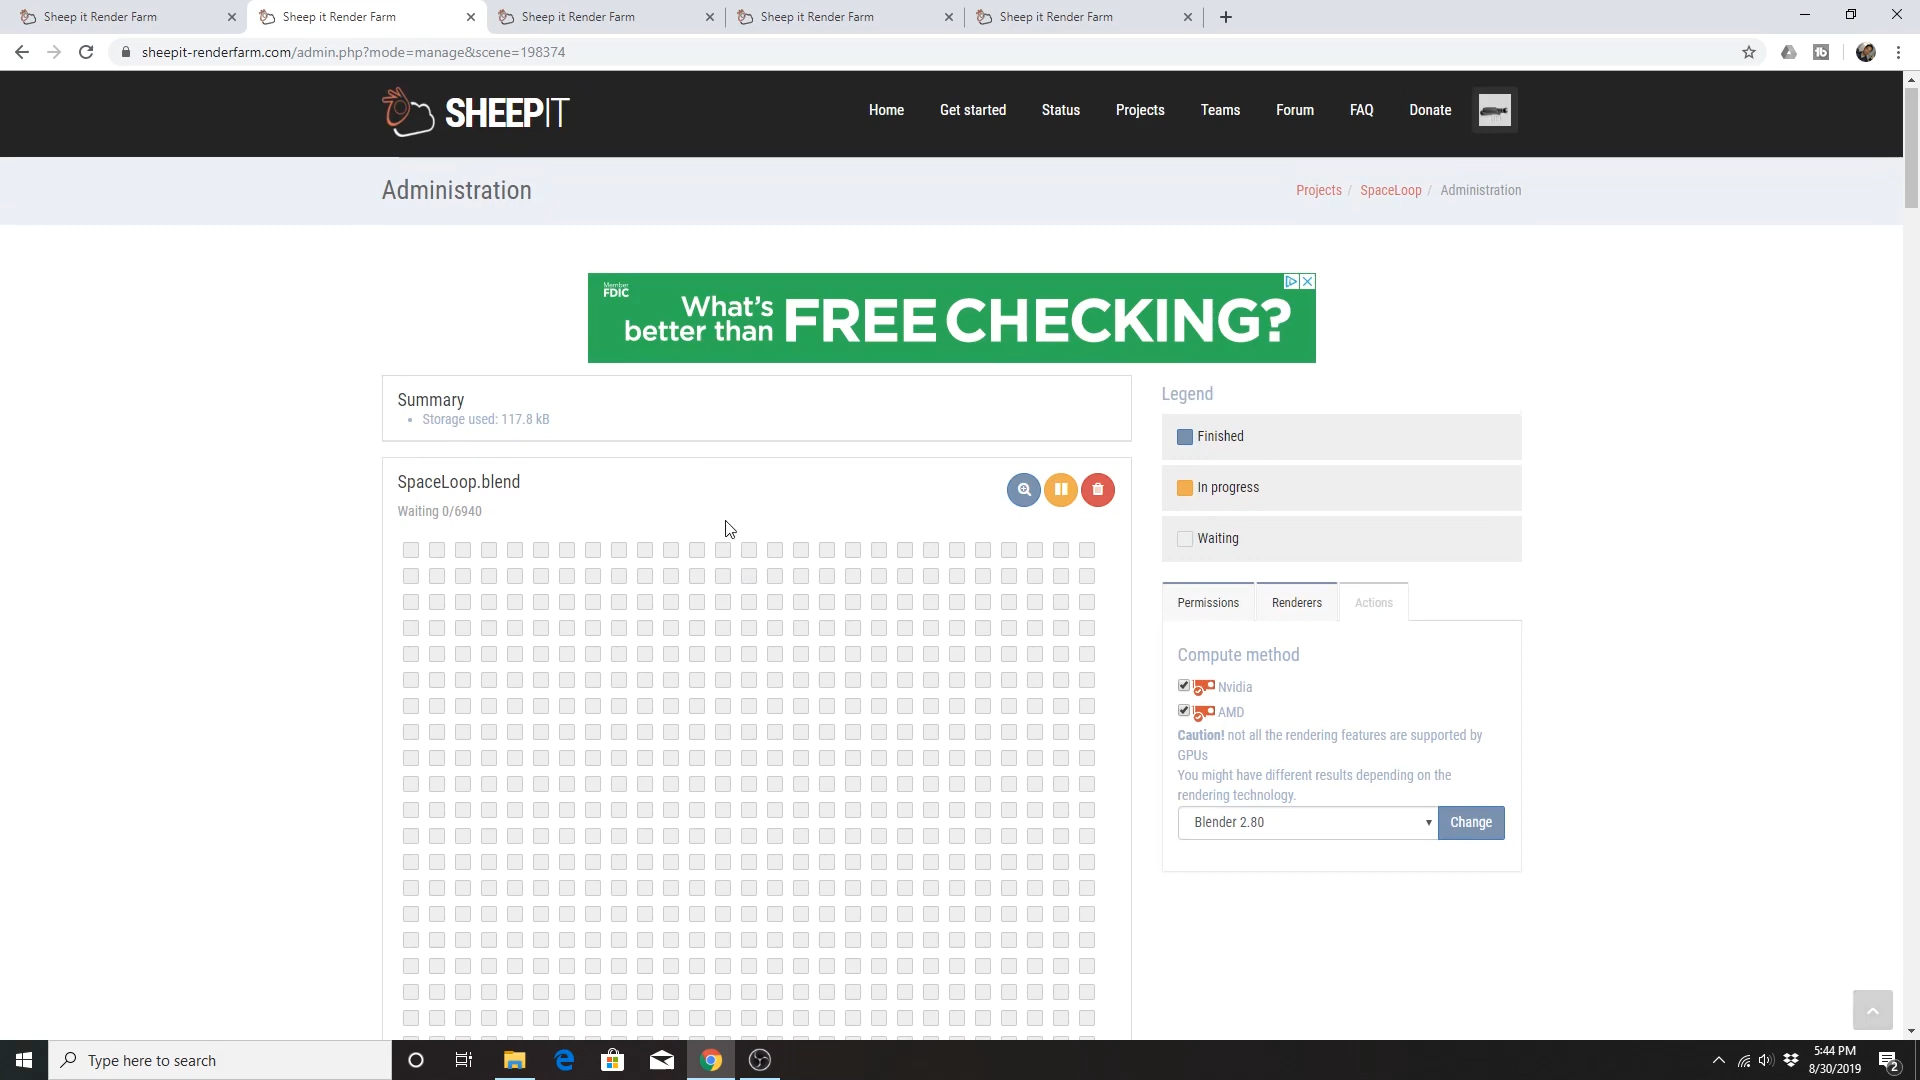 Sheep it Render Farm
Sheep it Render Farm
Sheep it Render Farm
Sheep it Render Farm
Sheep it Render Farm
sheepit-renderfarm.com/admin.php?mode=manage&scene=198374
SHEEPIT
Home
Get started
Status
Projects
Teams
Forum
FAQ
Donate
Administration
Projects / SpaceLoop / Administration
Member
FDIC
What's
better than
FREE CHECKING?
Summary
Storage used: 117.8 kB
SpaceLoop.blend
Waiting 0/6940
Legend
Finished
In progress
Waiting
Permissions
Renderers
Actions
Compute method
Nvidia
AMD
Caution! not all the rendering features are supported by
GPUs
You might have different results depending on the
rendering technology.
Blender 2.80
Change
Type here to search
5:44 PM
8/30/2019
2